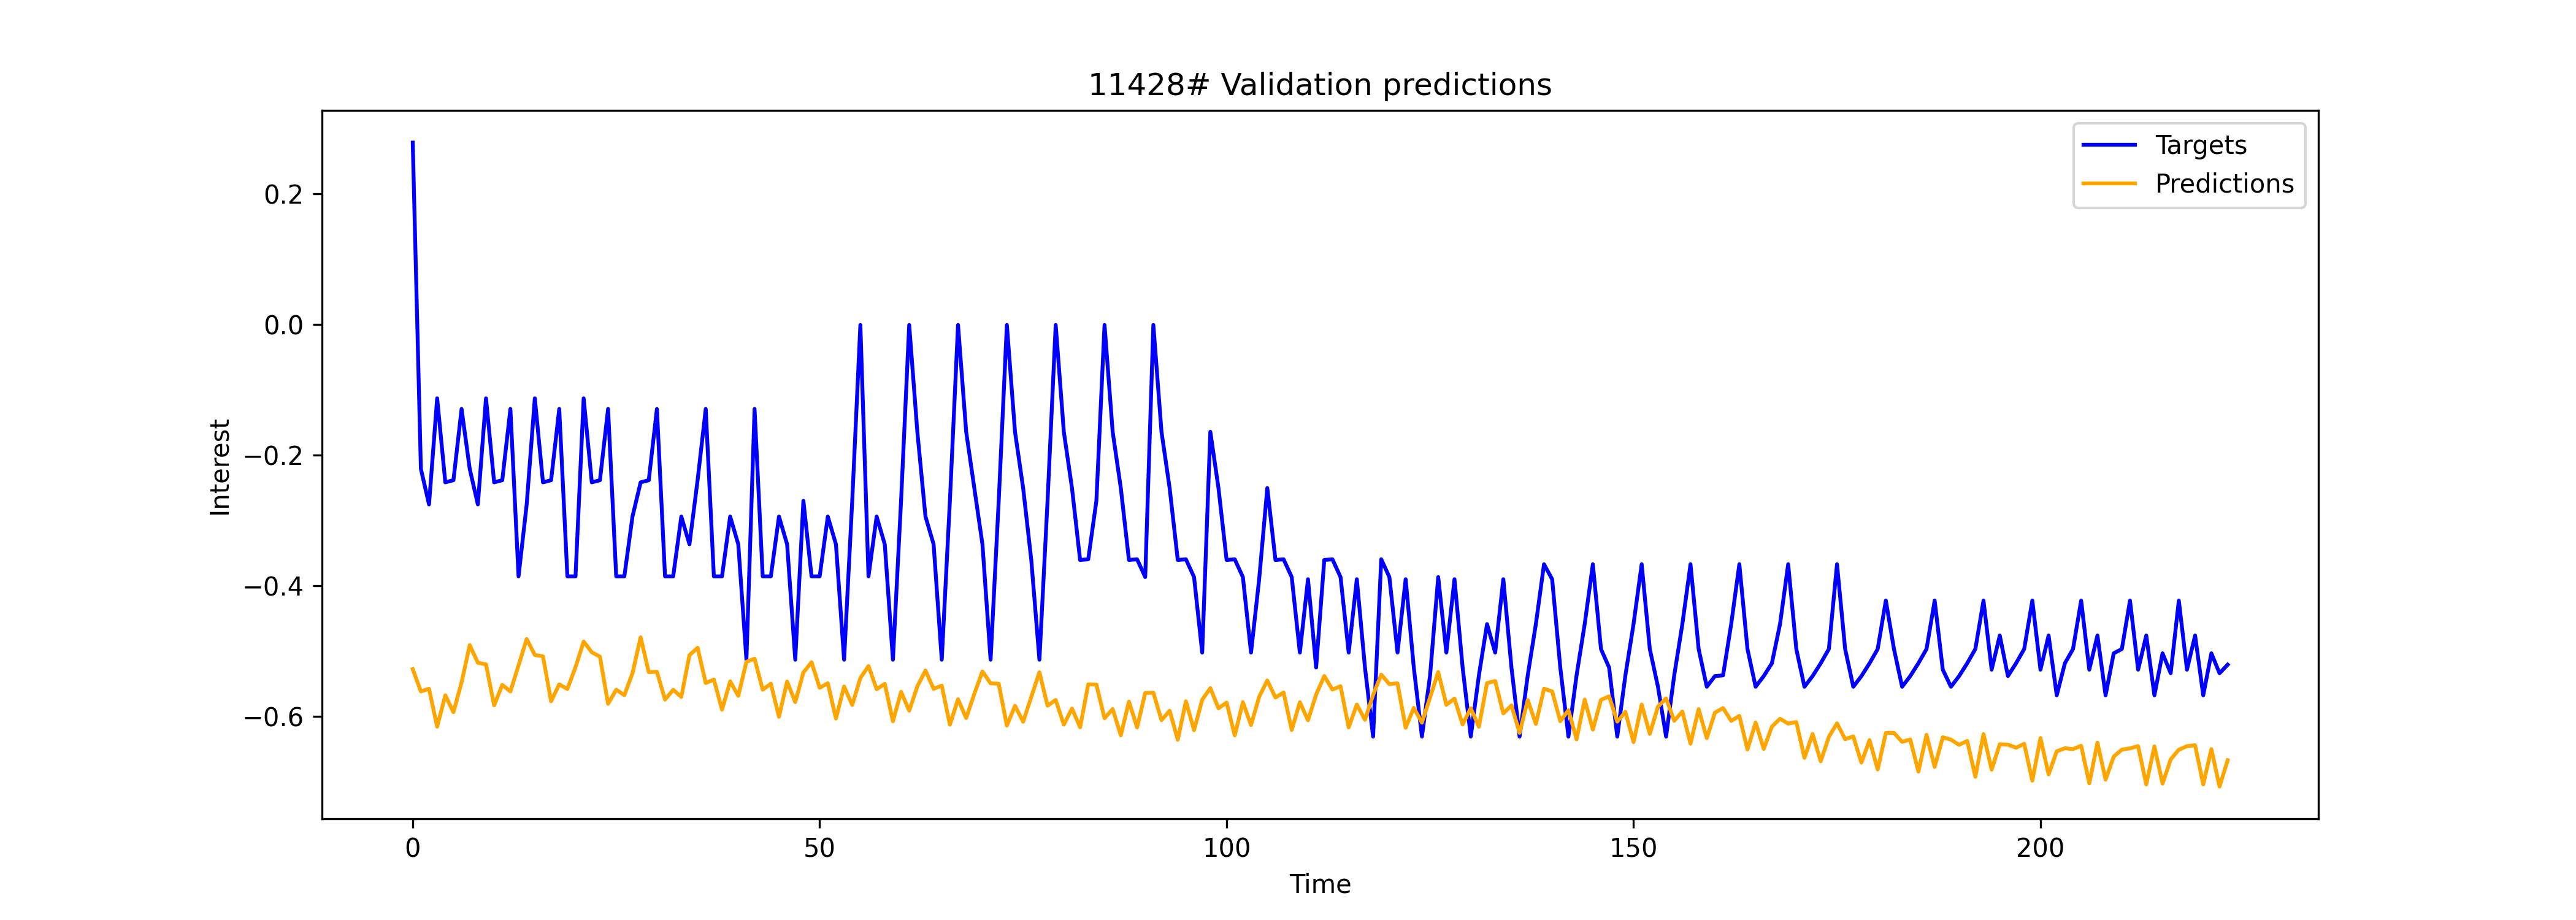 11428# Validation predictions
Targets
Predictions
Interest
0.2
0.0
−0.2
−0.4
−0.6
0 50 100 150 200
Time